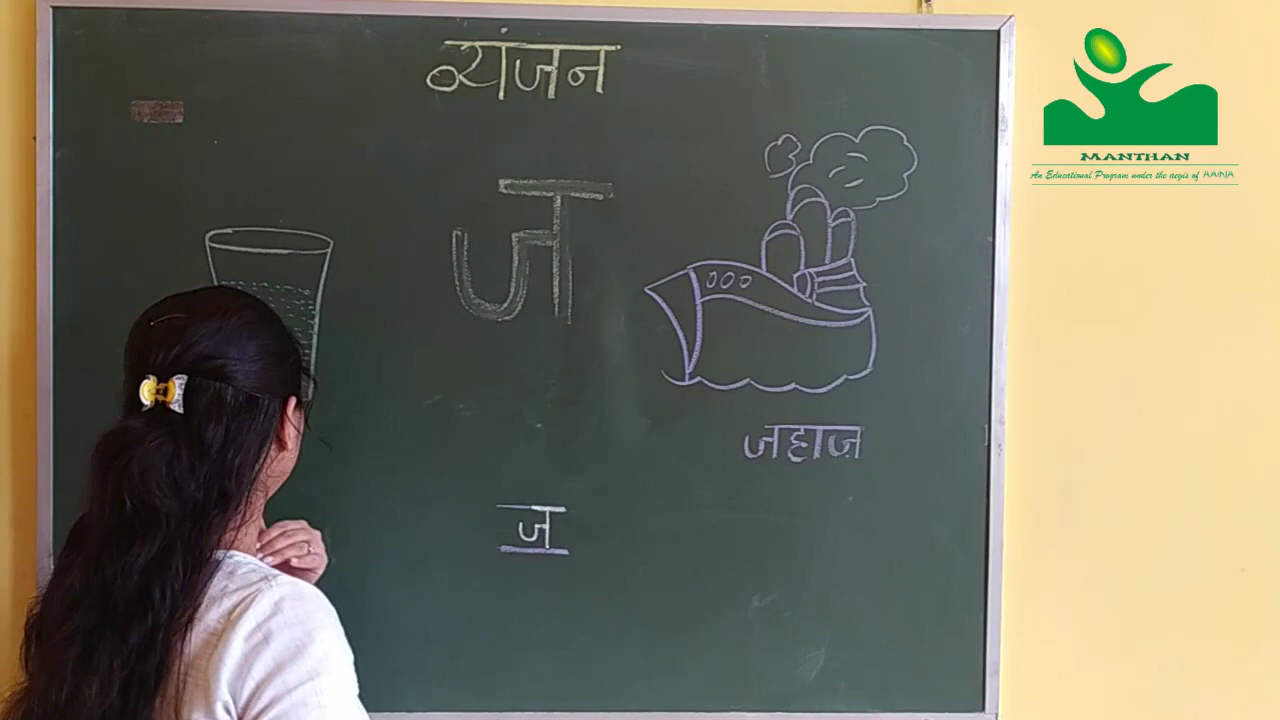 व्यंजन
ज
जहाज़
ज
MANTHAN
An Educational Program under the aegis of AAINA